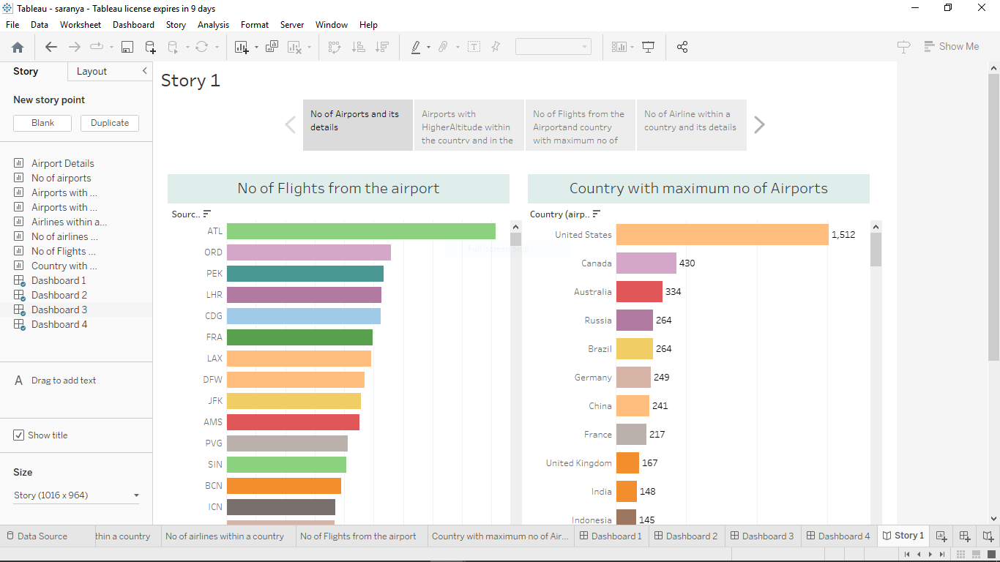 Tableau - saranya - Tableau license expires in 9 days
File Data Worksheet Dashboard Story Analysis Format Server Window Help
Show Me
Story Layout
New story point
Blank Duplicate
Airport Details
No of airports
Airports with ...
Airports with ...
Airlines within a...
No of airlines ...
No of Flights ...
Country with ...
Dashboard 1
Dashboard 2
Dashboard 3
Dashboard 4
A Drag to add text
Show title
Size
Story (1016 x 964)
Story 1
No of Airports and its
details
Airports with
HigherAltitude within
the country and in the
No of Flights from the
Airportand country
with maximum no of
No of Airline within a
country and its details
No of Flights from the airport
Sourc..
ATL
ORD
PEK
LHR
CDG
FRA
LAX
DFW
JFK
AMS
PVG
SIN
BCN
ICN
Country with maximum no of Airports
Country (airp..
United States 1,512
Canada 430
Australia 334
Russia 264
Brazil 264
Germany 249
China 241
France 217
United Kingdom 167
India 148
Indonesia 145
Data Source thin a country No of airlines within a country No of Flights from the airport Country with maximum no of Air... Dashboard 1 Dashboard 2 Dashboard 3 Dashboard 4 Story 1